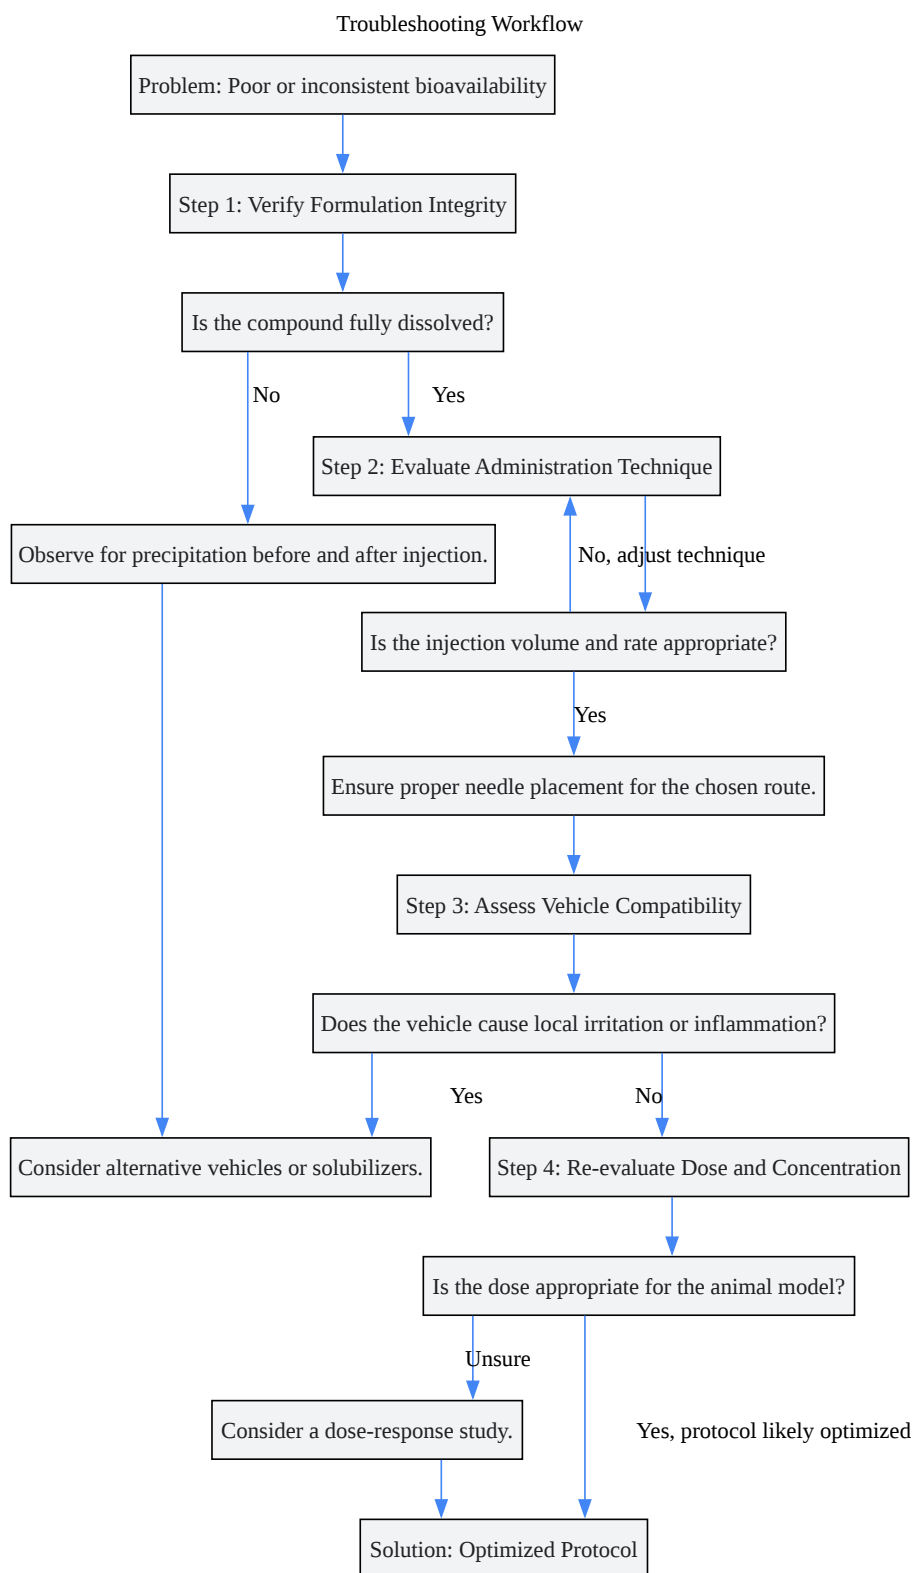 Troubleshooting Workflow
Problem: Poor or inconsistent bioavailability
Step 1: Verify Formulation Integrity
Is the compound fully dissolved?
No
Yes
Step 2: Evaluate Administration Technique
Observe for precipitation before and after injection.
No, adjust technique
Is the injection volume and rate appropriate?
Yes
Ensure proper needle placement for the chosen route.
Step 3: Assess Vehicle Compatibility
Does the vehicle cause local irritation or inflammation?
Yes
No
Consider alternative vehicles or solubilizers.
Step 4: Re-evaluate Dose and Concentration
Is the dose appropriate for the animal model?
Unsure
Consider a dose-response study.
Yes, protocol likely optimized
Solution: Optimized Protocol